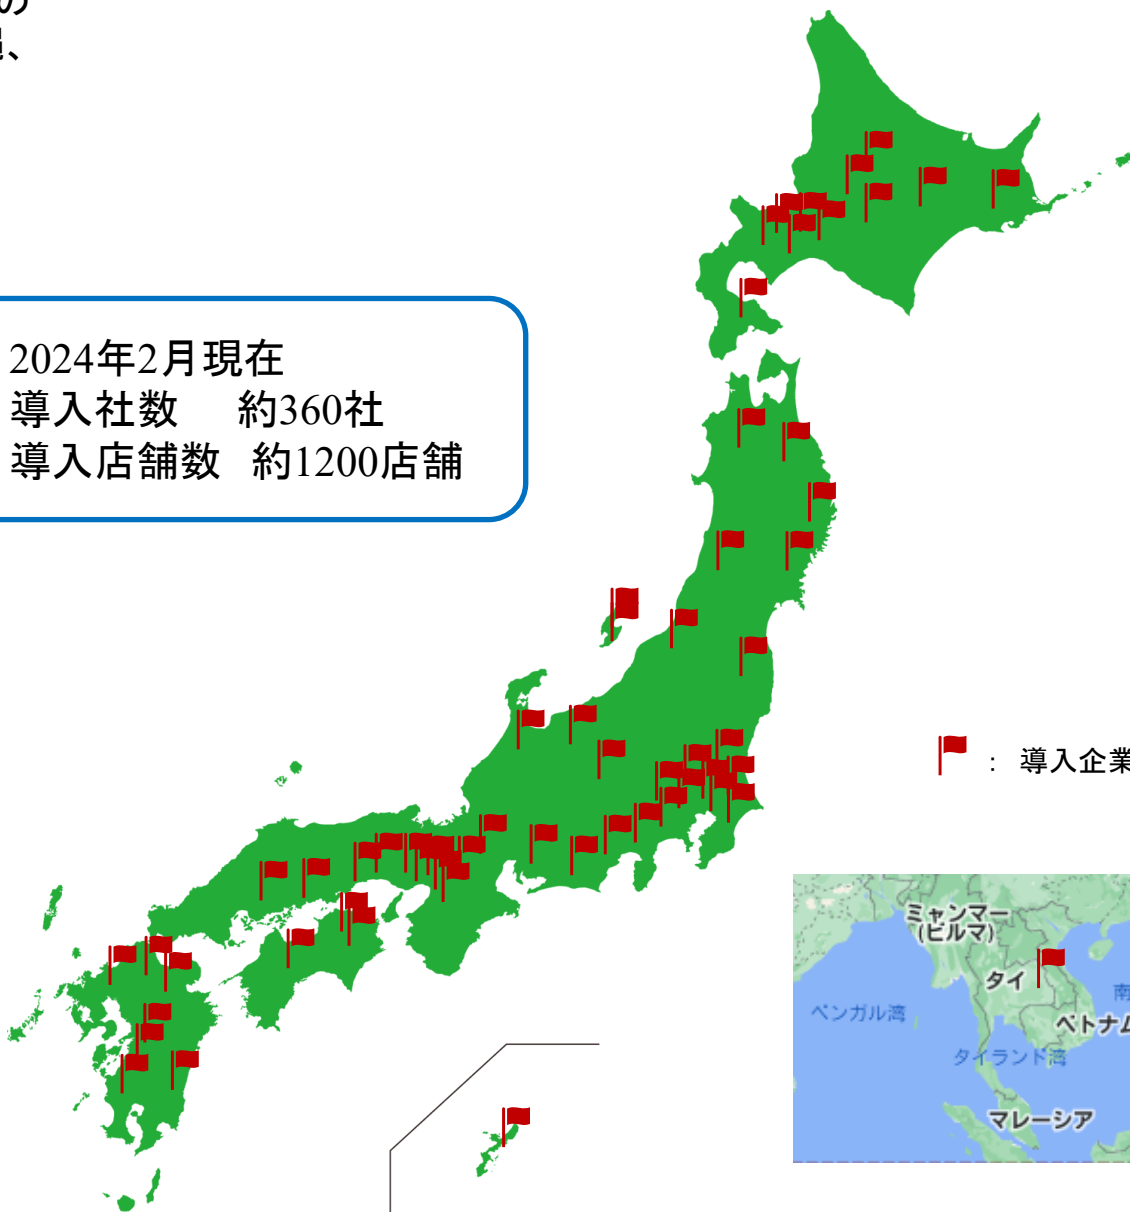 の
、
2024年2月現在
導入社数 約360社
導入店舗数 約1200店舗
： 導入企業
ミャンマー
(ビルマ)
タイ
南
ベンガル湾
ベトナム
タイランド湾
マレーシア